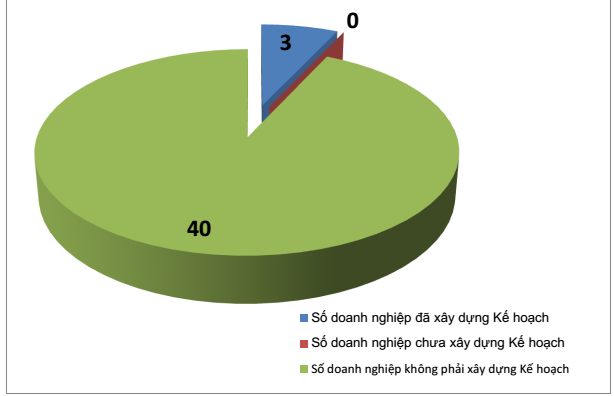 0
3
40
Số doanh nghiệp đã xây dựng Kế hoạch
Số doanh nghiệp chưa xây dựng Kế hoạch
Số doanh nghiệp không phải xây dựng Kế hoạch